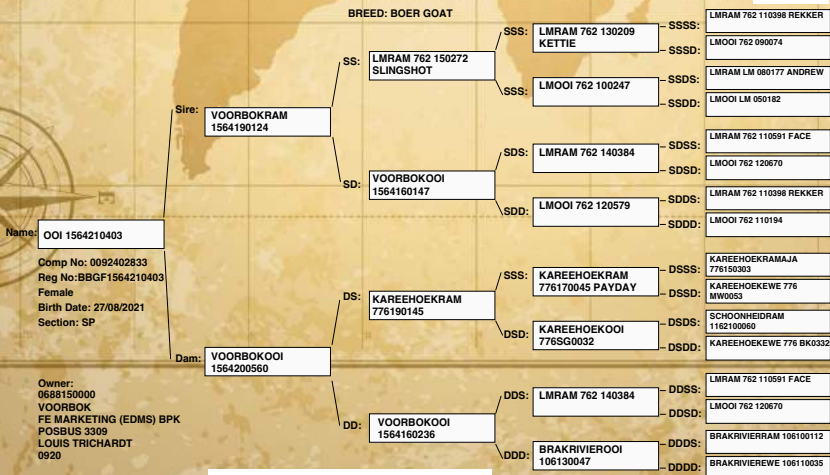 BREED: BOER GOAT
E
Name:
OOI 1564210403
Comp No: 0092402833
Reg No:BBGF1564210403
Female
Birth Date: 27/08/2021
Section: SP
Owner:
0688150000
VOORBOK
FE MARKETING (EDMS) BPK
POSBUS 3309
LOUIS TRICHARDT
0920
Sire:
VOORBOKRAM
1564190124
Dam:
VOORBOKOOI
1564200560
SS:
LMRAM 762 150272
SLINGSHOT
SD:
VOORBOKOOI
1564160147
DS:
KAREEHOEKRAM
776190145
DD:
VOORBOKOOI
1564160236
SSS:
LMRAM 762 130209
KETTIE
SSS:
LMOOI 762 100247
SDS:
LMRAM 762 140384
SDD:
LMOOI 762 120579
SSS:
KAREEHOEKRAM
776170045 PAYDAY
DSD:
KAREEHOEKOOI
776SG0032
DDS:
LMRAM 762 140384
DDD:
BRAKRIVIEROOI
106130047
SSSS:
LMRAM 762 110398 REKKER
SSSD:
LMOOI 762 090074
SSDS:
LMRAM LM 080177 ANDREW
SSDD:
LMOOI LM 050182
SDSS:
LMRAM 762 110591 FACE
SDSD:
LMOOI 762 120670
SDDS:
LMRAM 762 110398 REKKER
SDDD:
LMOOI 762 110194
DSSS:
KAREEHOEKRAMAJA
776150303
DSSD:
KAREEHOEKEWE 776
MW0053
DSDS:
SCHOONHEIDRAM
1162100060
DSDD:
KAREEHOEKEWE 776 BK0332
DDSS:
LMRAM 762 110591 FACE
DDSD:
LMOOI 762 120670
DDDS:
BRAKRIVIERRAM 106100112
DDDD:
BRAKRIVIEREWE 106110035